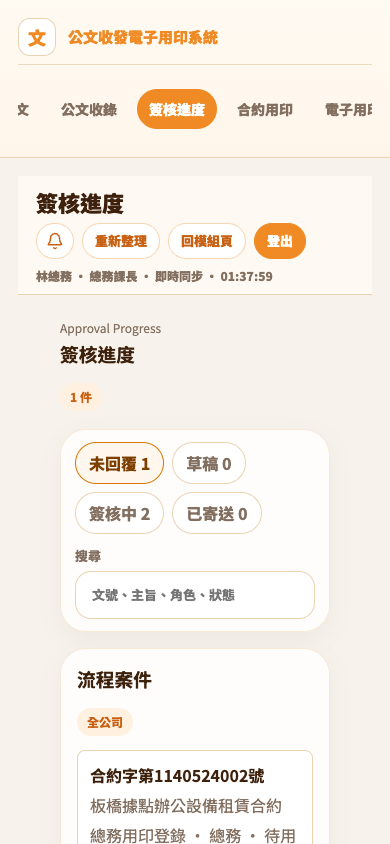 文
公文收發電子用印系統
文
公文收錄
簽核進度
合約用印
電子用印
簽核進度
重新整理
回模組頁
登出
林總務 • 總務課長 • 即時同步 • 01:37:59
Approval Progress
簽核進度
1 件
未回覆 1
草稿 0
簽核中 2
已寄送 0
搜尋
文號、主旨、角色、狀態
流程案件
全公司
合約字第1140524002號
板橋據點辦公設備租賃合約
總務用印登錄 • 總務 • 待用